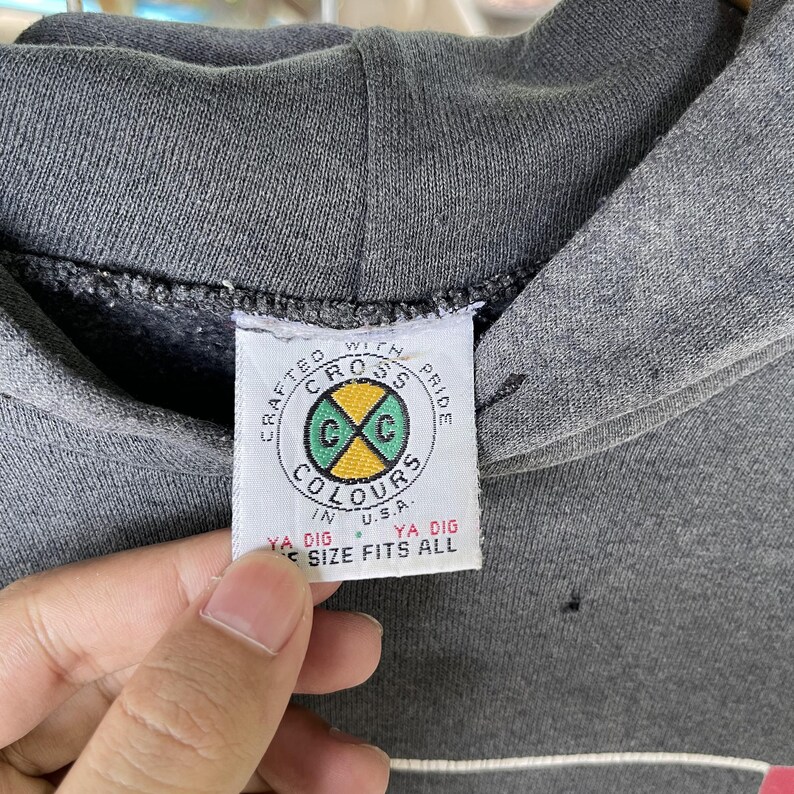 CRAFTED WITH PRIDE
CROSS
C C
COLOURS
IN U.S.A.
YA DIG • YA DIG
SIZE FITS ALL